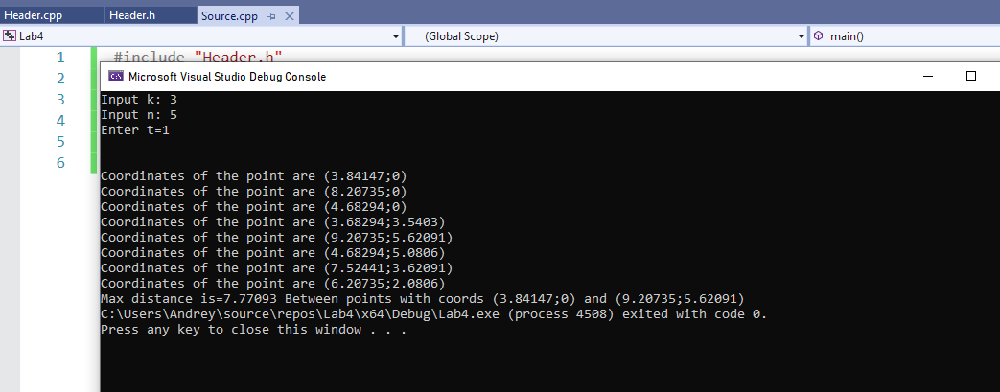 Header.cpp Header.h Source.cpp
Lab4 (Global Scope) main()
1 #include "Header.h"
2
3
4
5
6
Microsoft Visual Studio Debug Console
Input k: 3
Input n: 5
Enter t=1
Coordinates of the point are (3.84147;0)
Coordinates of the point are (8.20735;0)
Coordinates of the point are (4.68294;0)
Coordinates of the point are (3.68294;3.5403)
Coordinates of the point are (9.20735;5.62091)
Coordinates of the point are (4.68294;5.0806)
Coordinates of the point are (7.52441;3.62091)
Coordinates of the point are (6.20735;2.0806)
Max distance is=7.77093 Between points with coords (3.84147;0) and (9.20735;5.62091)
C:\Users\Andrey\source\repos\Lab4\x64\Debug\Lab4.exe (process 4508) exited with code 0.
Press any key to close this window . . .